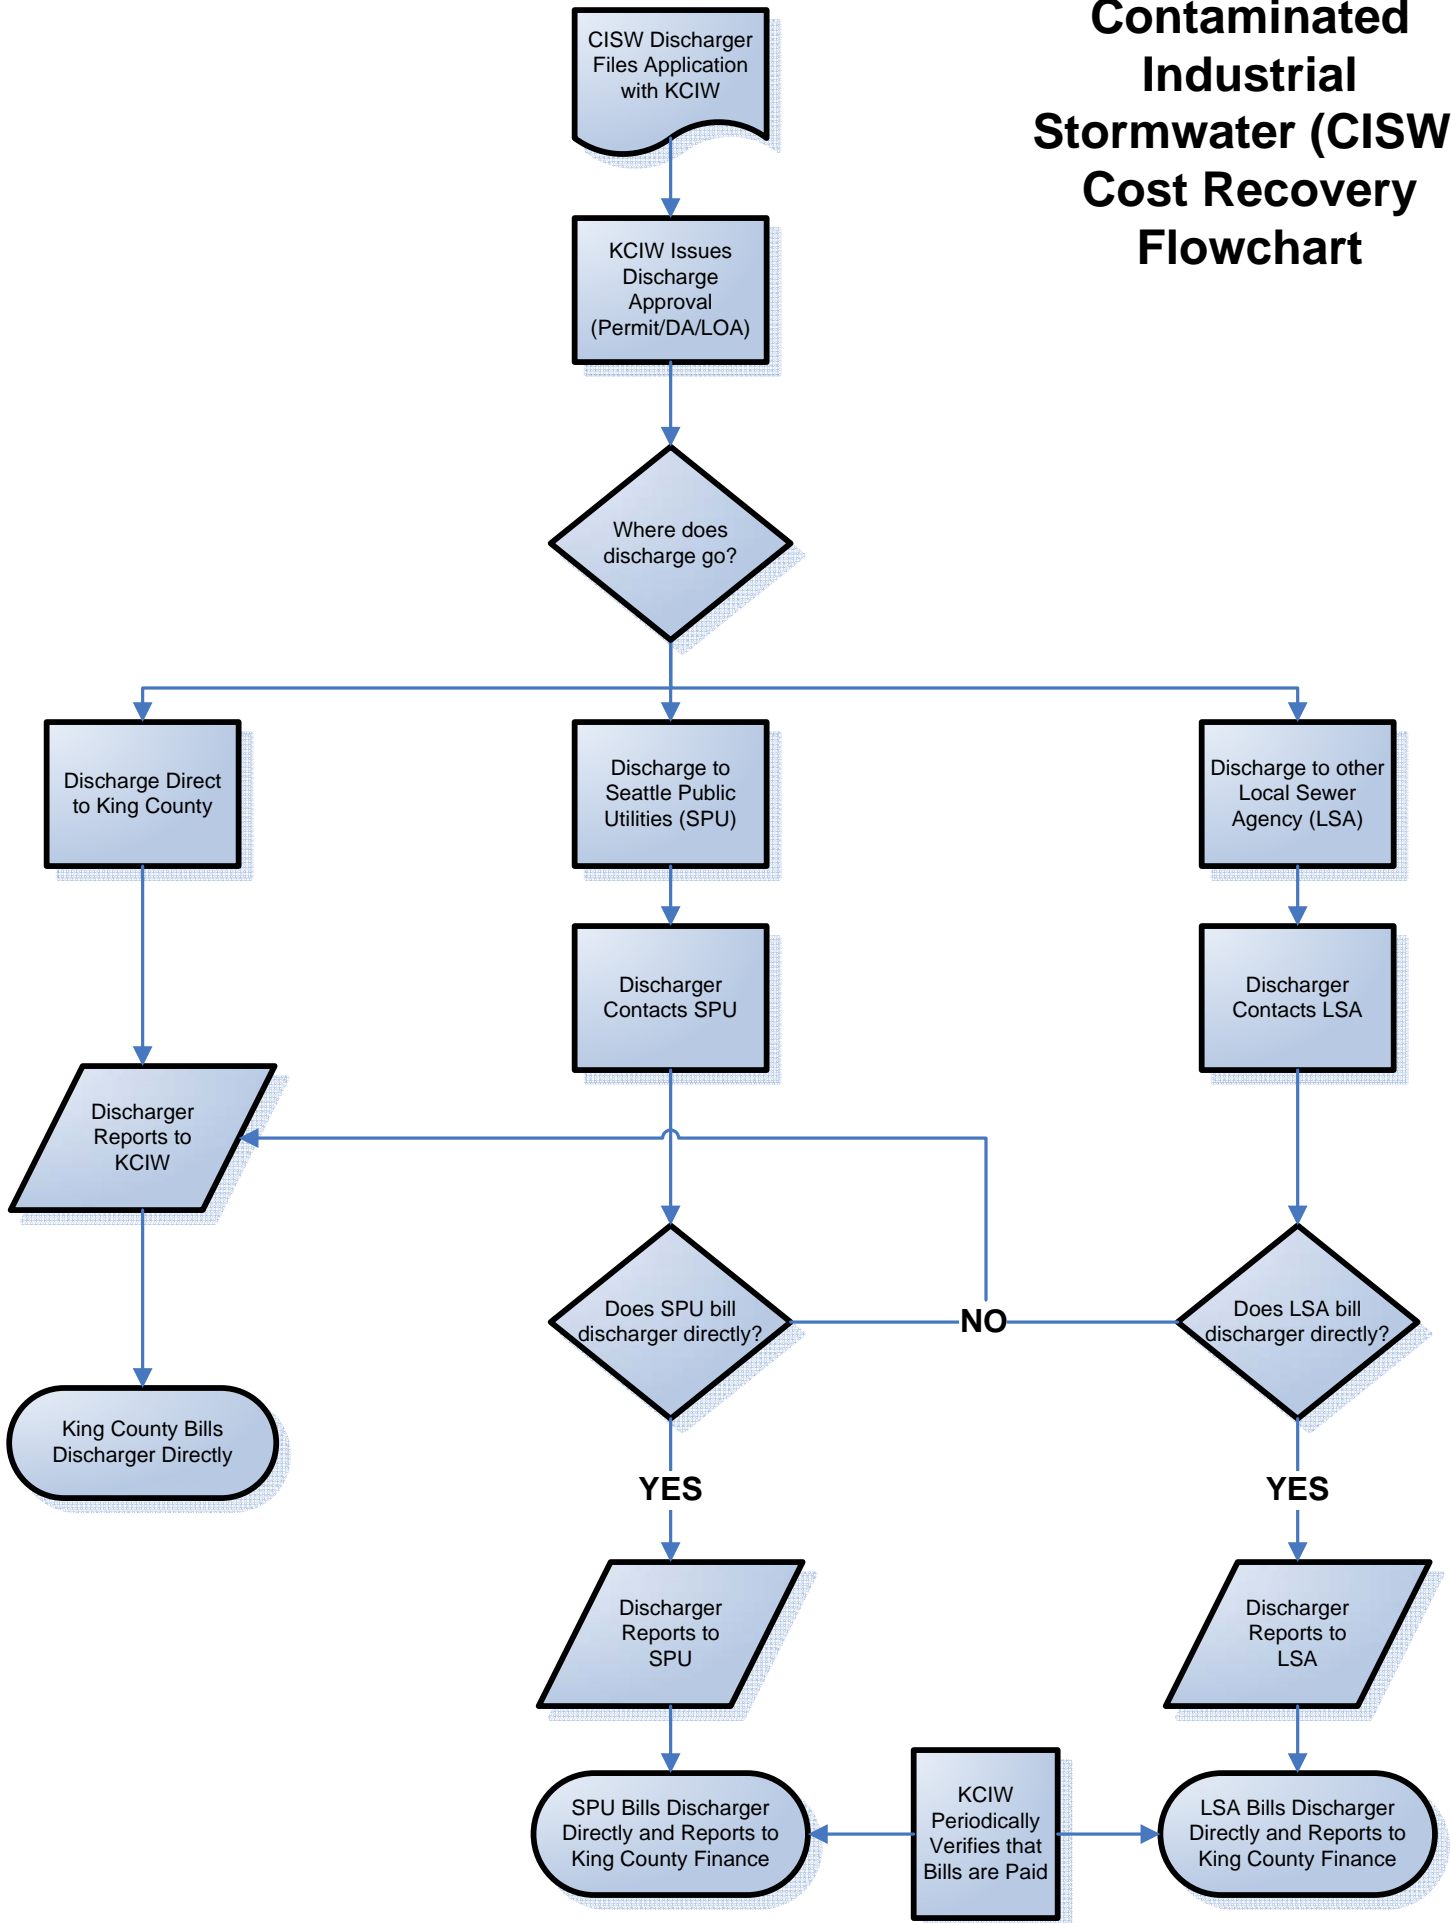 Contaminated
Industrial
Stormwater (CISW
Cost Recovery
Flowchart
CISW Discharger
Files Application
with KCIW
KCIW Issues
Discharge
Approval
(Permit/DA/LOA)
Where does
discharge go?
Discharge Direct
to King County
Discharge to
Seattle Public
Utilities (SPU)
Discharge to other
Local Sewer
Agency (LSA)
Discharger
Contacts SPU
Discharger
Contacts LSA
Discharger
Reports to
KCIW
Does SPU bill
discharger directly?
NO
Does LSA bill
discharger directly?
King County Bills
Discharger Directly
YES
YES
Discharger
Reports to
SPU
Discharger
Reports to
LSA
SPU Bills Discharger
Directly and Reports to
King County Finance
KCIW
Periodically
Verifies that
Bills are Paid
LSA Bills Discharger
Directly and Reports to
King County Finance